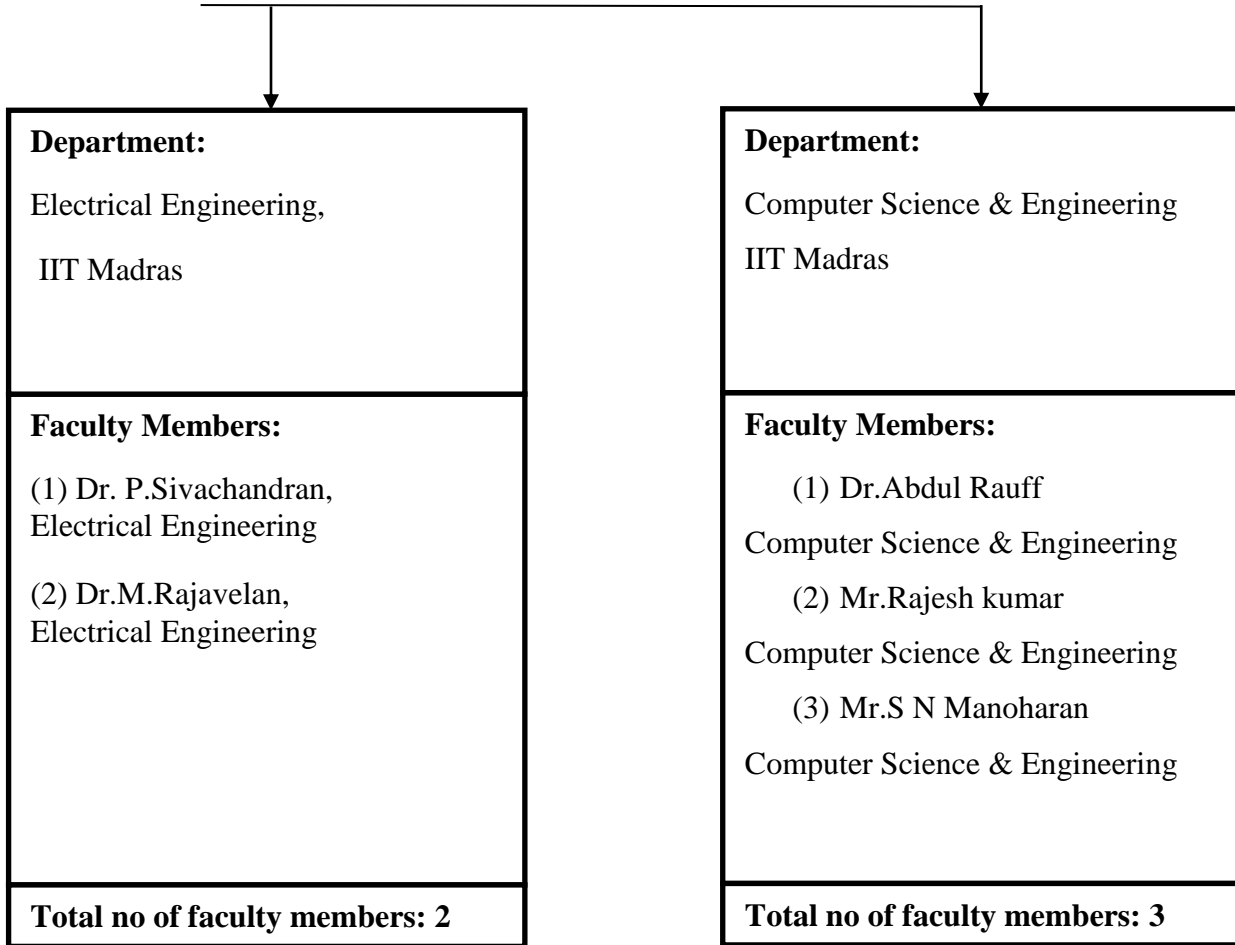 Department:
Electrical Engineering,
IIT Madras
Faculty Members:
(1) Dr. P.Sivachandran,
Electrical Engineering
(2) Dr.M.Rajavelan,
Electrical Engineering
Total no of faculty members: 2
Department:
Computer Science & Engineering
IIT Madras
Faculty Members:
(1) Dr.Abdul Rauff
Computer Science & Engineering
(2) Mr.Rajesh kumar
Computer Science & Engineering
(3) Mr.S N Manoharan
Computer Science & Engineering
Total no of faculty members: 3